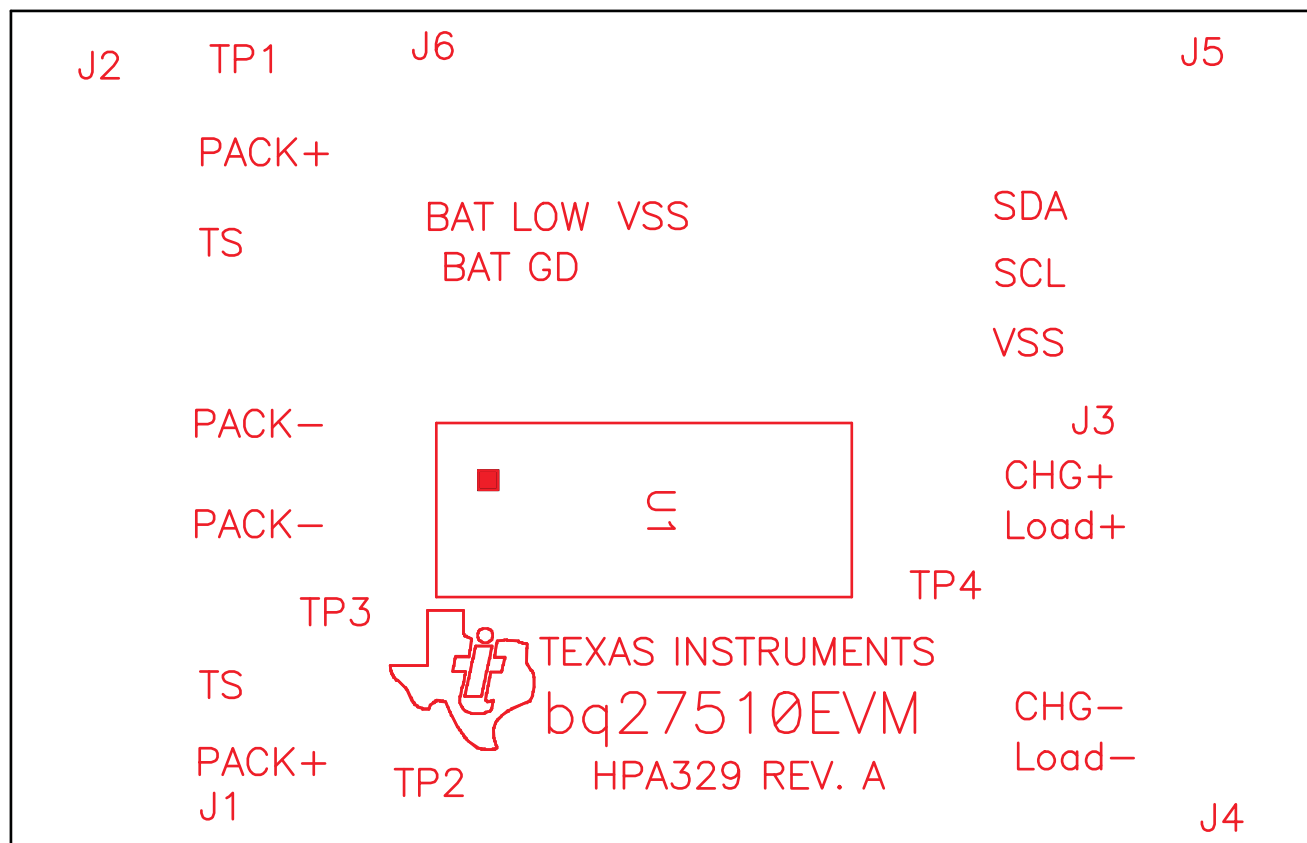 J2
TP1
J6
J5
PACK+
TS
BAT LOW VSS
BAT GD
SDA
SCL
VSS
PACK-
J3
CHG+
Load+
PACK-
U1
TP4
TP3
TEXAS INSTRUMENTS
TS
bq27510EVM
CHG-
Load-
PACK+
TP2
HPA329 REV. A
J1
J4